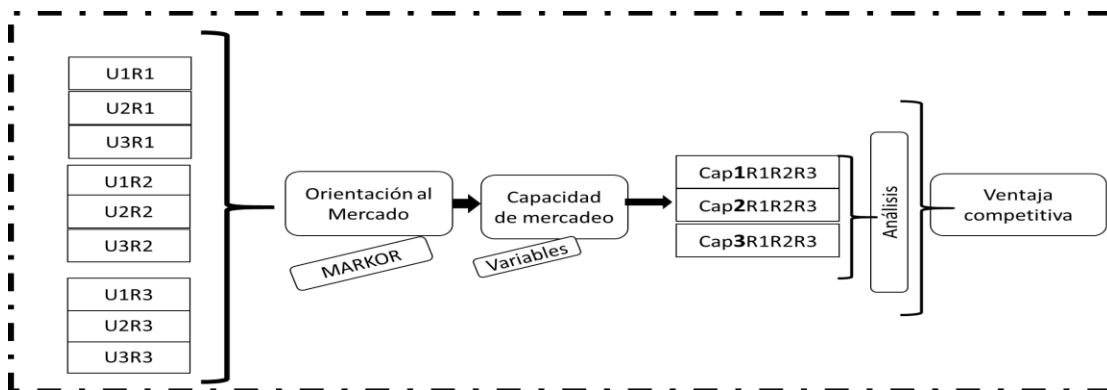 U1R1
U2R1
U3R1
U1R2
U2R2
U3R2
U1R3
U2R3
U3R3
Orientación al
Mercado
MARKOR
Capacidad
de mercadeo
Variables
Cap1R1R2R3
Cap2R1R2R3
Cap3R1R2R3
Análisis
Ventaja
competitiva